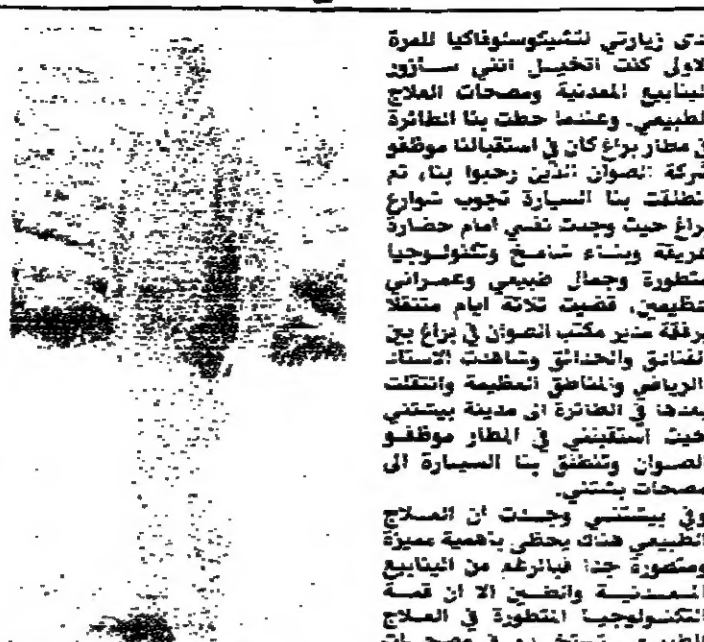 لدى زيارتي لتشيكوسلوفاكيا للمرة
الاولى كنت اتخيل انني سأزور
الينابيع المعدنية ومصحات العلاج
الطبيعي. وعندما حطت بنا الطائرة
في مطار براغ كان في استقبالنا موظفو
شركة الصوان الذين رحبوا بنا، ثم
انطلقت بنا السيارة تجوب شوارع
براغ حيث وجدت نفسي امام حضارة
عريقة وبناء شامخ وتكنولوجيا
متطورة وجمال طبيعي وعمراني
عظيمين. قضيت ثلاثة ايام متنقلا
برفقة مدير مكتب الصوان في براغ بين
الفنادق والحدائق وشاهدت الاستاد
الرياضي والمناطق العظيمة وانتقلت
بعدها في الطائرة الى مدينة بيشتني
حيث استقبلني في المطار موظفو
الصوان وتنطلق بنا السيارة الى
مصحات بشتني.
وفي بيشتني وجدت ان العلاج
الطبيعي هناك يحظى باهمية مميزة
ومتطورة جدا فبالرغم من الينابيع
المعدنية والطين الا ان قمة
التكنولوجيا المتطورة في العلاج